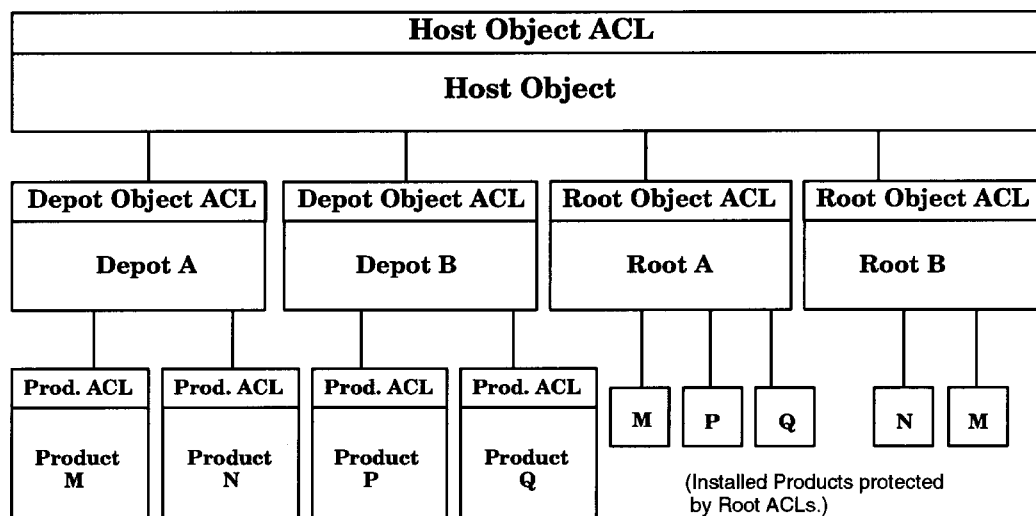 Host Object ACL
Host Object
Depot Object ACL
Depot Object ACL
Root Object ACL
Root Object ACL
Depot A
Depot B
Root A
Root B
Prod. ACL
Prod. ACL
Prod. ACL
Prod. ACL
Product
M
Product
N
Product
P
Product
Q
M
P
Q
N
M
(Installed Products protected
by Root ACLs.)